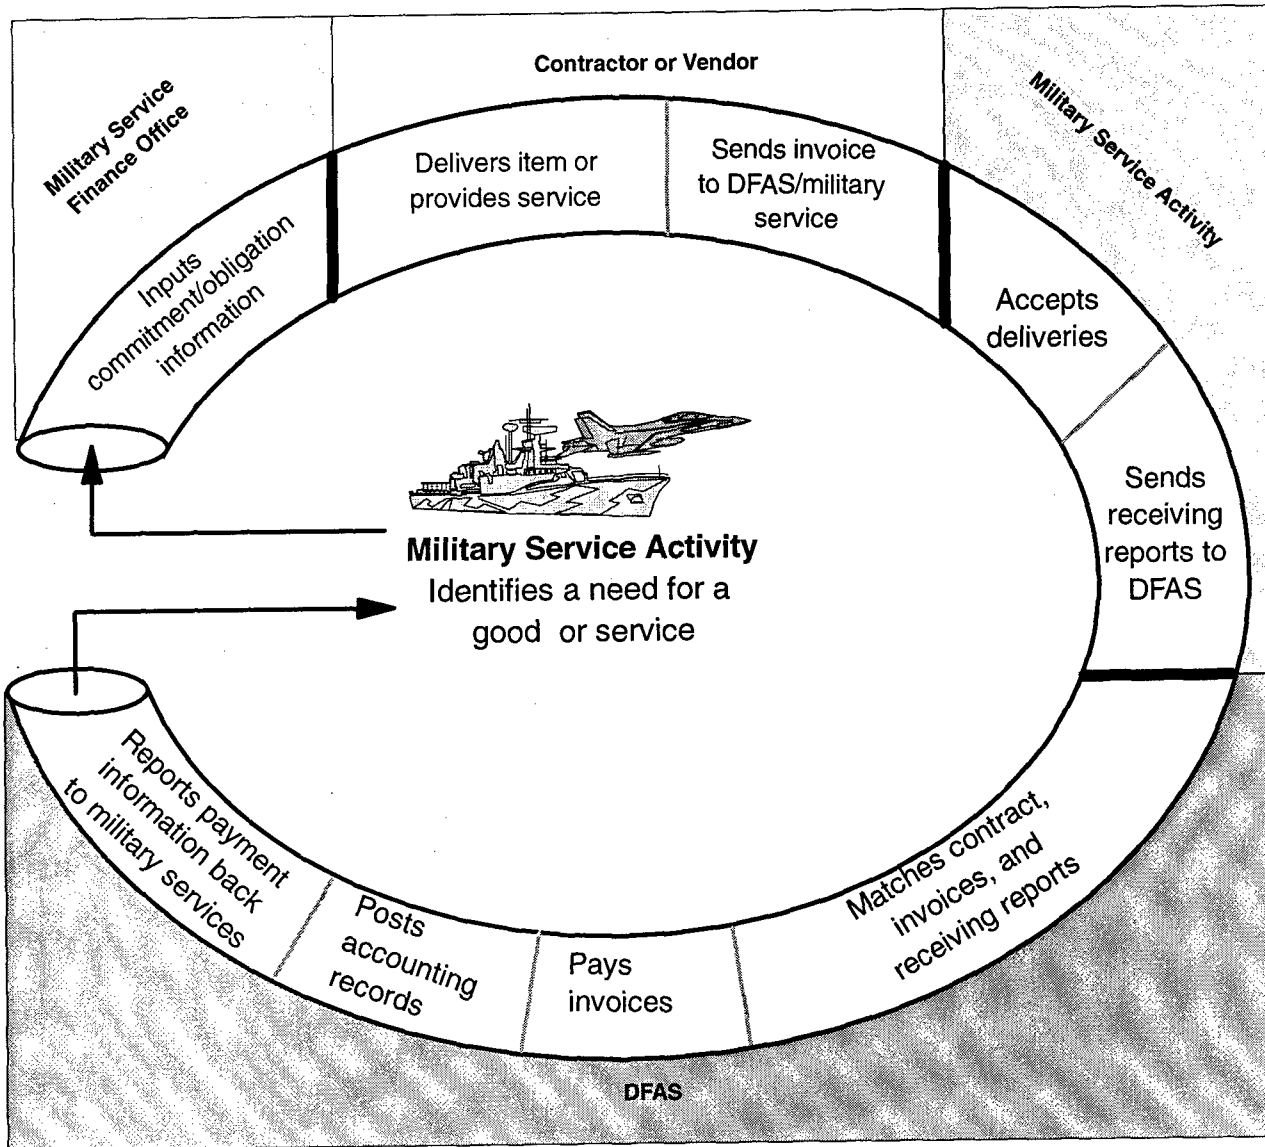 Military Service
Finance Office
Contractor or Vendor
Military Service Activity
Inputs
commitment/obligation
information
Delivers item or
provides service
Sends invoice
to DFAS/military
service
Accepts
deliveries
Sends
receiving
reports to
DFAS
Military Service Activity
Identifies a need for a
good or service
Matches contract,
invoices, and
receiving reports
Pays
invoices
Posts
accounting
records
Reports payment
information back
to military services
DFAS